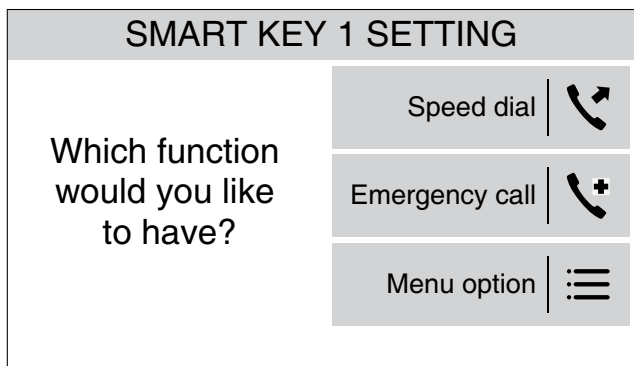 SMART KEY 1 SETTING
Which function
would you like
to have?
Speed dial
Emergency call
Menu option